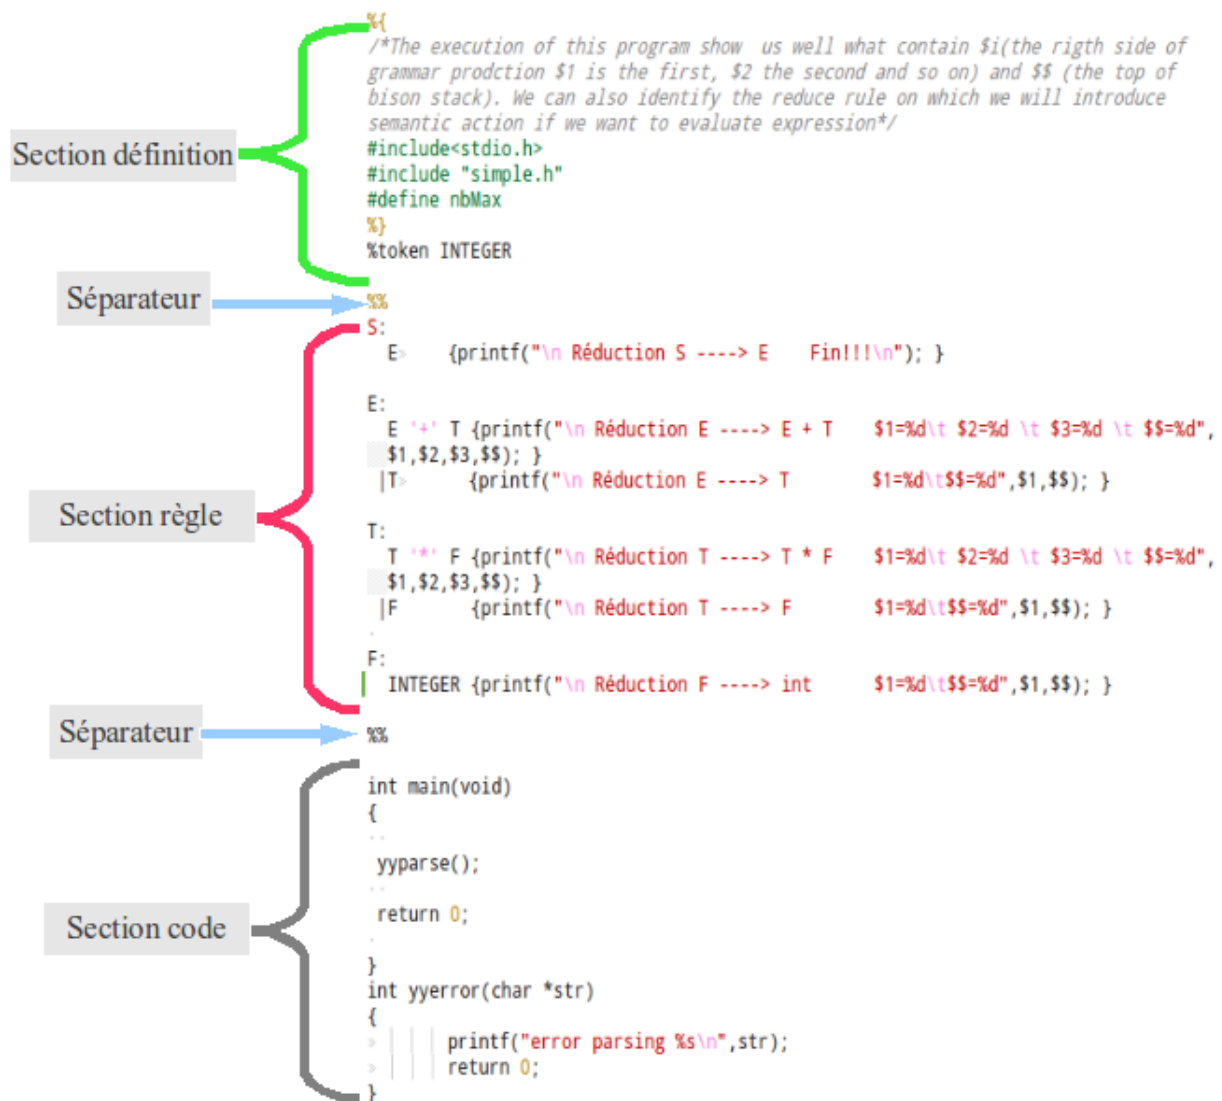 %{
/*The execution of this program show  us well what contain $i(the rigth side of
grammar prodction $1 is the first, $2 the second and so on) and $$ (the top of
bison stack). We can also identify the reduce rule on which we will introduce
semantic action if we want to evaluate expression*/
Section définition
#include<stdio.h>
#include "simple.h"
#define nbMax
%}
%token INTEGER
Séparateur
%%
S:
E    {printf("\n Réduction S ----> E    Fin!!!\n"); }
E:
E '+' T {printf("\n Réduction E ----> E + T    $1=%d\t $2=%d \t $3=%d \t $$=%d",
$1,$2,$3,$$); }
|T      {printf("\n Réduction E ----> T        $1=%d\t$$=%d",$1,$$); }
Section règle
T:
T '*' F {printf("\n Réduction T ----> T * F    $1=%d\t $2=%d \t $3=%d \t $$=%d",
$1,$2,$3,$$); }
|F       {printf("\n Réduction T ----> F        $1=%d\t$$=%d",$1,$$); }
F:
INTEGER {printf("\n Réduction F ----> int      $1=%d\t$$=%d",$1,$$); }
Séparateur
%%
int main(void)
{
yyparse();
return 0;
Section code
}
int yyerror(char *str)
{
printf("error parsing %s\n",str);
return 0;
}